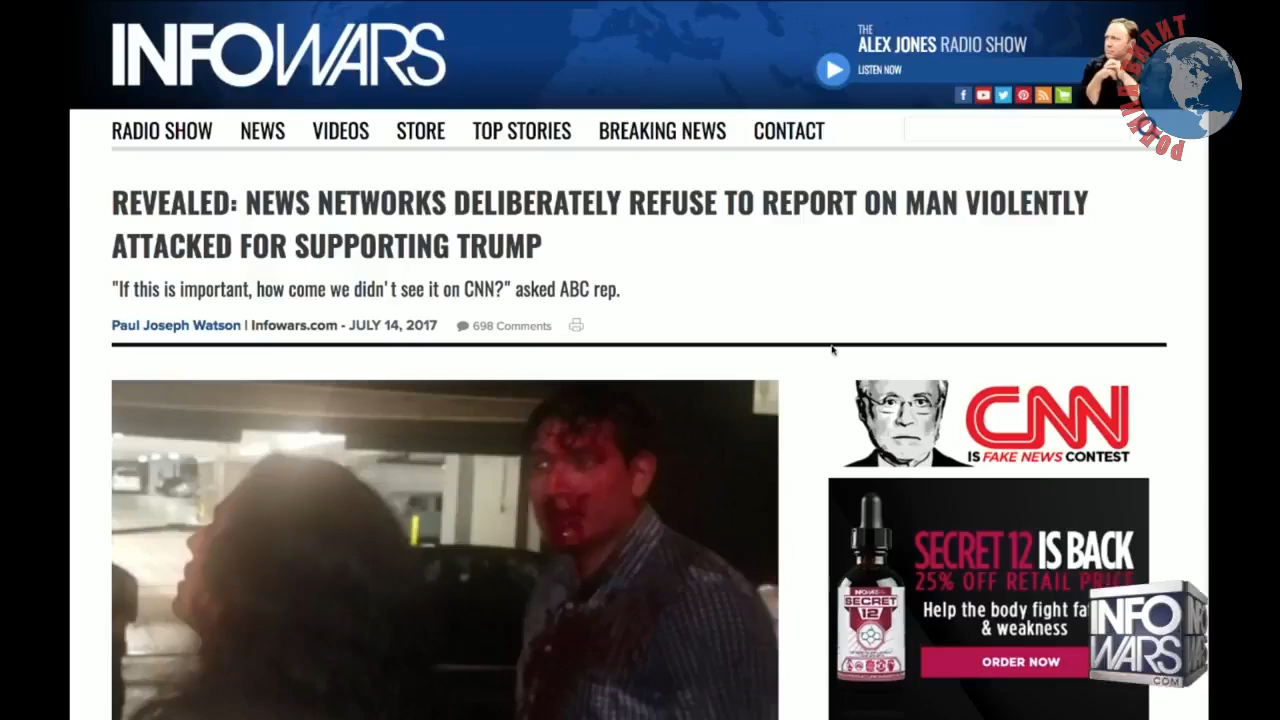 INFOWARS
THE
ALEX JONES RADIO SHOW
LISTEN NOW
РОДКИН ВАДИТ
RADIO SHOW NEWS VIDEOS STORE TOP STORIES BREAKING NEWS CONTACT
REVEALED: NEWS NETWORKS DELIBERATELY REFUSE TO REPORT ON MAN VIOLENTLY
ATTACKED FOR SUPPORTING TRUMP
"If this is important, how come we didn't see it on CNN?" asked ABC rep.
Paul Joseph Watson | Infowars.com - JULY 14, 2017 698 Comments
CNN
IS FAKE NEWS CONTEST
SECRET 12 IS BACK
25% OFF RETAIL PRICE
Help the body fight fa
& weakness
ORDER NOW
SECRET
12
INFO
WARS
.COM